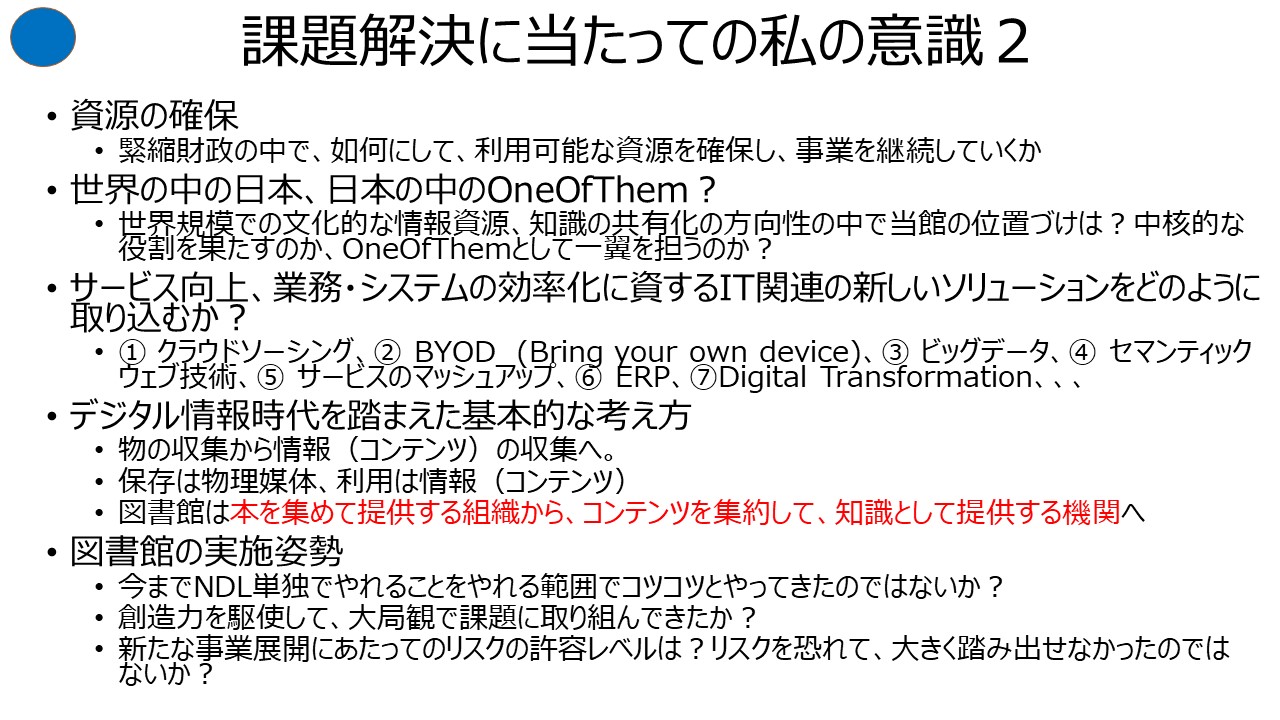 課題解決に当たっての私の意識２
• 資源の確保
• 緊縮財政の中で、如何にして、利用可能な資源を確保し、事業を継続していくか
• 世界の中の日本、日本の中のOneOfThem？
• 世界規模での文化的な情報資源、知識の共有化の方向性の中で当館の位置づけは？中核的な
役割を果たすのか、OneOfThemとして一翼を担うのか？
• サービス向上、業務・システムの効率化に資するIT関連の新しいソリューションをどのように
取り込むか？
• ① クラウドソーシング、② BYOD (Bring your own device)、③ ビッグデータ、④ セマンティック
ウェブ技術、⑤ サービスのマッシュアップ、⑥ ERP、⑦Digital Transformation、、、
• デジタル情報時代を踏まえた基本的な考え方
• 物の収集から情報（コンテンツ）の収集へ。
• 保存は物理媒体、利用は情報（コンテンツ）
• 図書館は本を集めて提供する組織から、コンテンツを集約して、知識として提供する機関へ
• 図書館の実施姿勢
• 今までNDL単独でやれることをやれる範囲でコツコツとやってきたのではないか？
• 創造力を駆使して、大局観で課題に取り組んできたか？
• 新たな事業展開にあたってのリスクの許容レベルは？リスクを恐れて、大きく踏み出せなかったのでは
ないか？